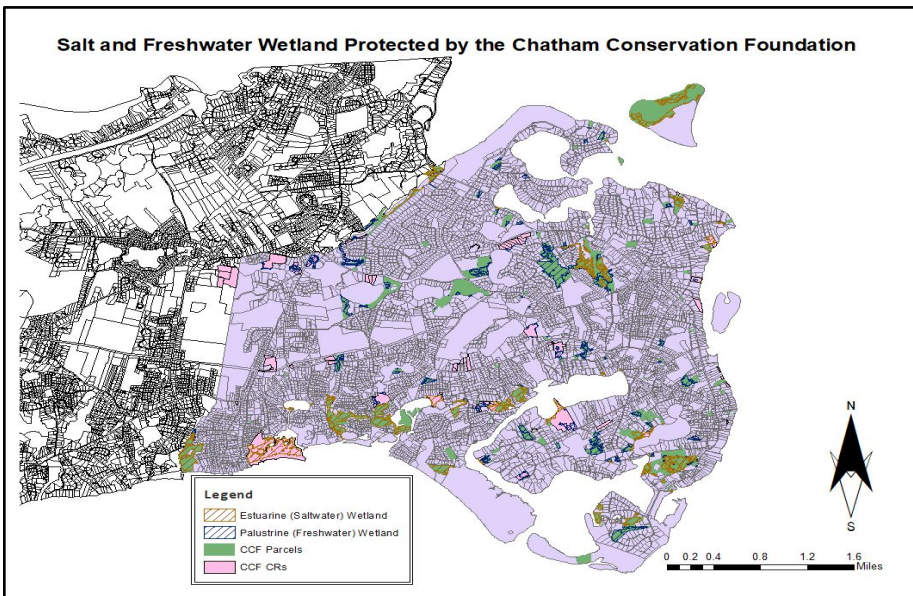 Salt and Freshwater Wetland Protected by the Chatham Conservation Foundation
N
S
Legend
Estuarine (Saltwater) Wetland
Palustrine (Freshwater) Wetland
CCF Parcels
CCF CRs
0 0.2 0.4 0.8 1.2 1.6
Miles